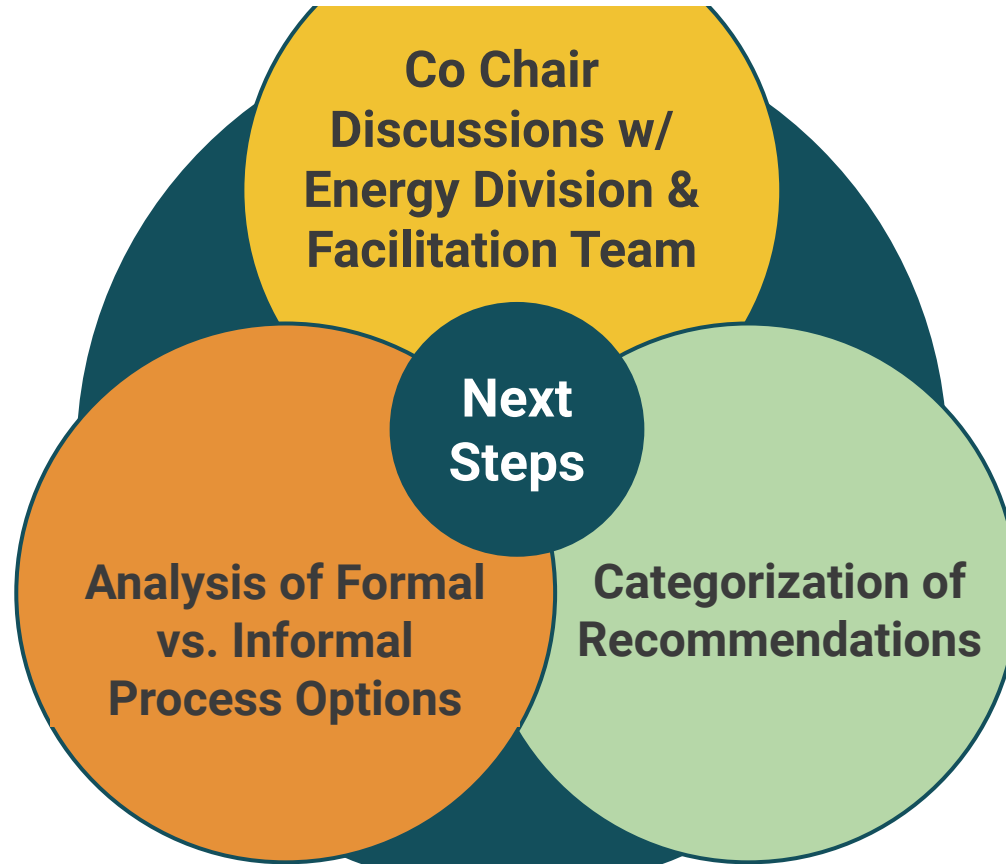 Co Chair
Discussions w/
Energy Division &
Facilitation Team
Next
Steps
Analysis of Formal
vs. Informal
Process Options
Categorization of
Recommendations